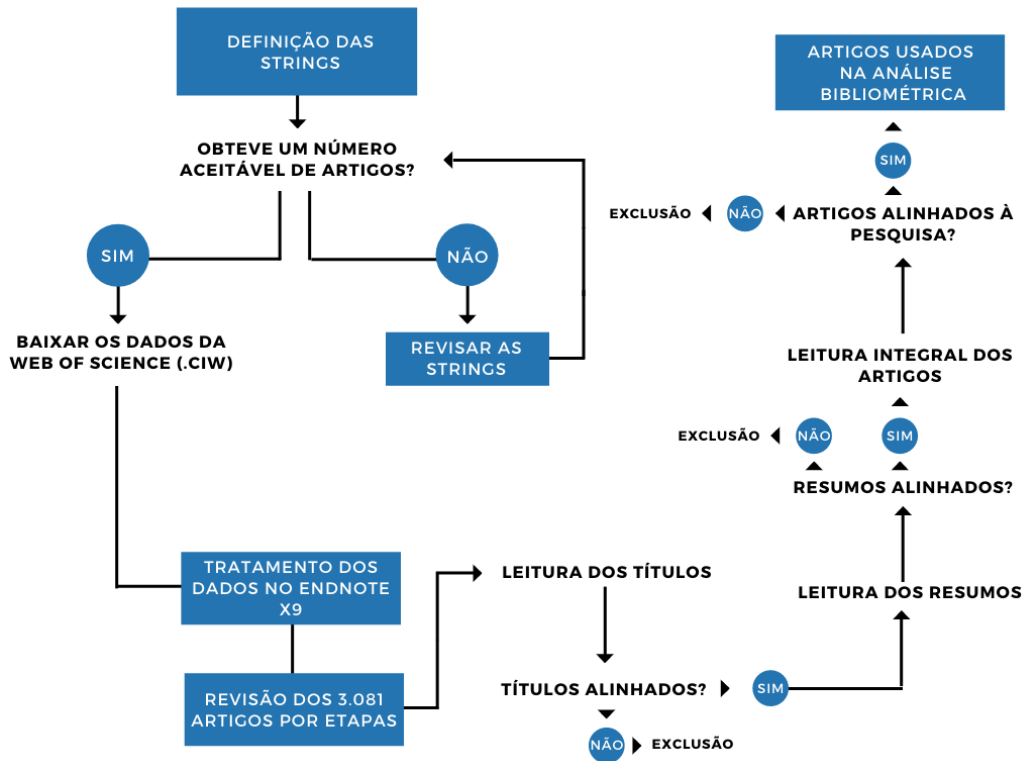 DEFINIÇÃO DAS
STRINGS
OBTEVE UM NÚMERO
ACEITÁVEL DE ARTIGOS?
SIM
NÃO
BAIXAR OS DADOS DA
WEB OF SCIENCE (.CIW)
REVISAR AS
STRINGS
TRATAMENTO DOS
DADOS NO ENDNOTE
X9
REVISÃO DOS 3.081
ARTIGOS POR ETAPAS
LEITURA DOS TÍTULOS
TÍTULOS ALINHADOS?
SIM
NÃO
EXCLUSÃO
LEITURA DOS RESUMOS
RESUMOS ALINHADOS?
EXCLUSÃO
NÃO
SIM
LEITURA INTEGRAL DOS
ARTIGOS
ARTIGOS ALINHADOS À
PESQUISA?
EXCLUSÃO
NÃO
SIM
ARTIGOS USADOS
NA ANÁLISE
BIBLIOMÉTRICA